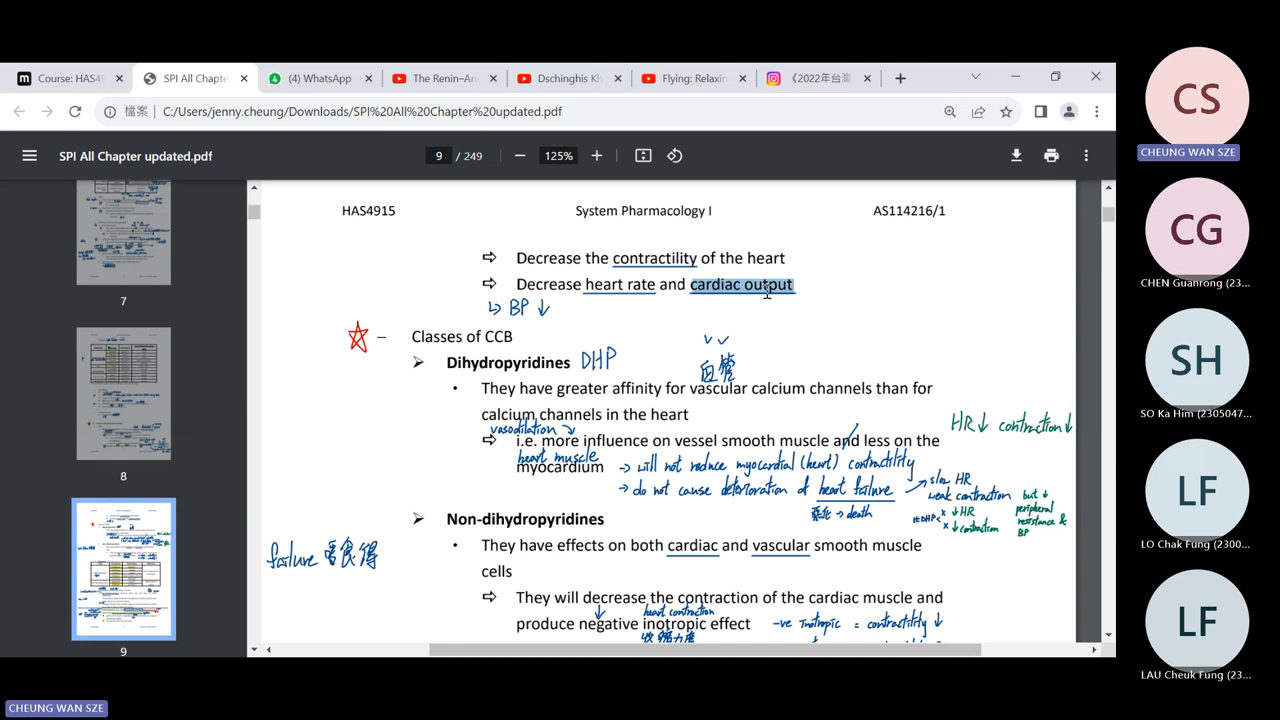 Course: HAS4
SPI All Chapte
(4) WhatsApp
The Renin–An
Dschinghis Kh
Flying: Relaxin
《2022年台灣
檔案
C:/Users/jenny.cheung/Downloads/SPI%20All%20Chapter%20updated.pdf
SPI All Chapter updated.pdf
9 / 249
125%
7
8
9
HAS4915 System Pharmacology I AS114216/1
⇨ Decrease the contractility of the heart
⇨ Decrease heart rate and cardiac output
↳ BP ↓
☆ – Classes of CCB
➢ Dihydropyridines DHP
血管
• They have greater affinity for vascular calcium channels than for
calcium channels in the heart
HR↓ contraction↓
vasodilation
⇨ i.e. more influence on vessel smooth muscle and less on the
heart muscle
myocardium → will not reduce myocardial (heart) contractility
→ do not cause deterioration of heart failure
→ slow HR
weak contraction
惡化 → death
DHP
x ↓HR
x ↓ contraction
but ↓
peripheral
resistance &
BP
➢ Non-dihydropyridines
failure 會食得
• They have effects on both cardiac and vascular smooth muscle
cells
⇨ They will decrease the contraction of the cardiac muscle and
↓ heart contraction
produce negative inotropic effect -ve inotropic = contractility ↓
收縮力度
CS
CHEUNG WAN SZE
CG
CHEN Guanrong (23...
SH
SO Ka Him (2305047...
LF
LO Chak Fung (2300...
LF
LAU Cheuk Fung (23...
CHEUNG WAN SZE